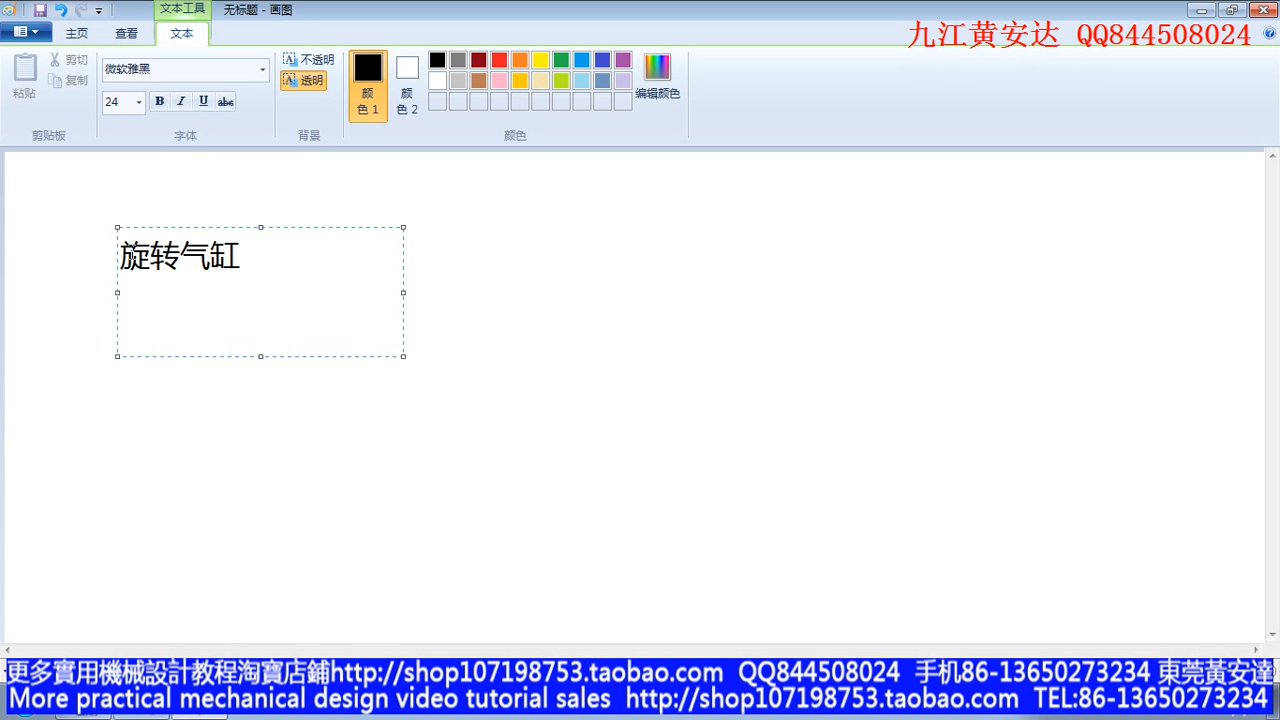 文本工具
无标题 - 画图
主页
查看
文本
九江黄安达 QQ844508024
粘贴
剪切
复制
剪贴板
微软雅黑
24
B I U abc
字体
不透明
透明
背景
颜
色 1
颜
色 2
编辑颜色
颜色
旋转气缸
更多實用機械設計教程淘寶店鋪http://shop107198753.taobao.com QQ844508024 手机86-13650273234 東莞黃安達
More practical mechanical design video tutorial sales http://shop107198753.taobao.com TEL:86-13650273234